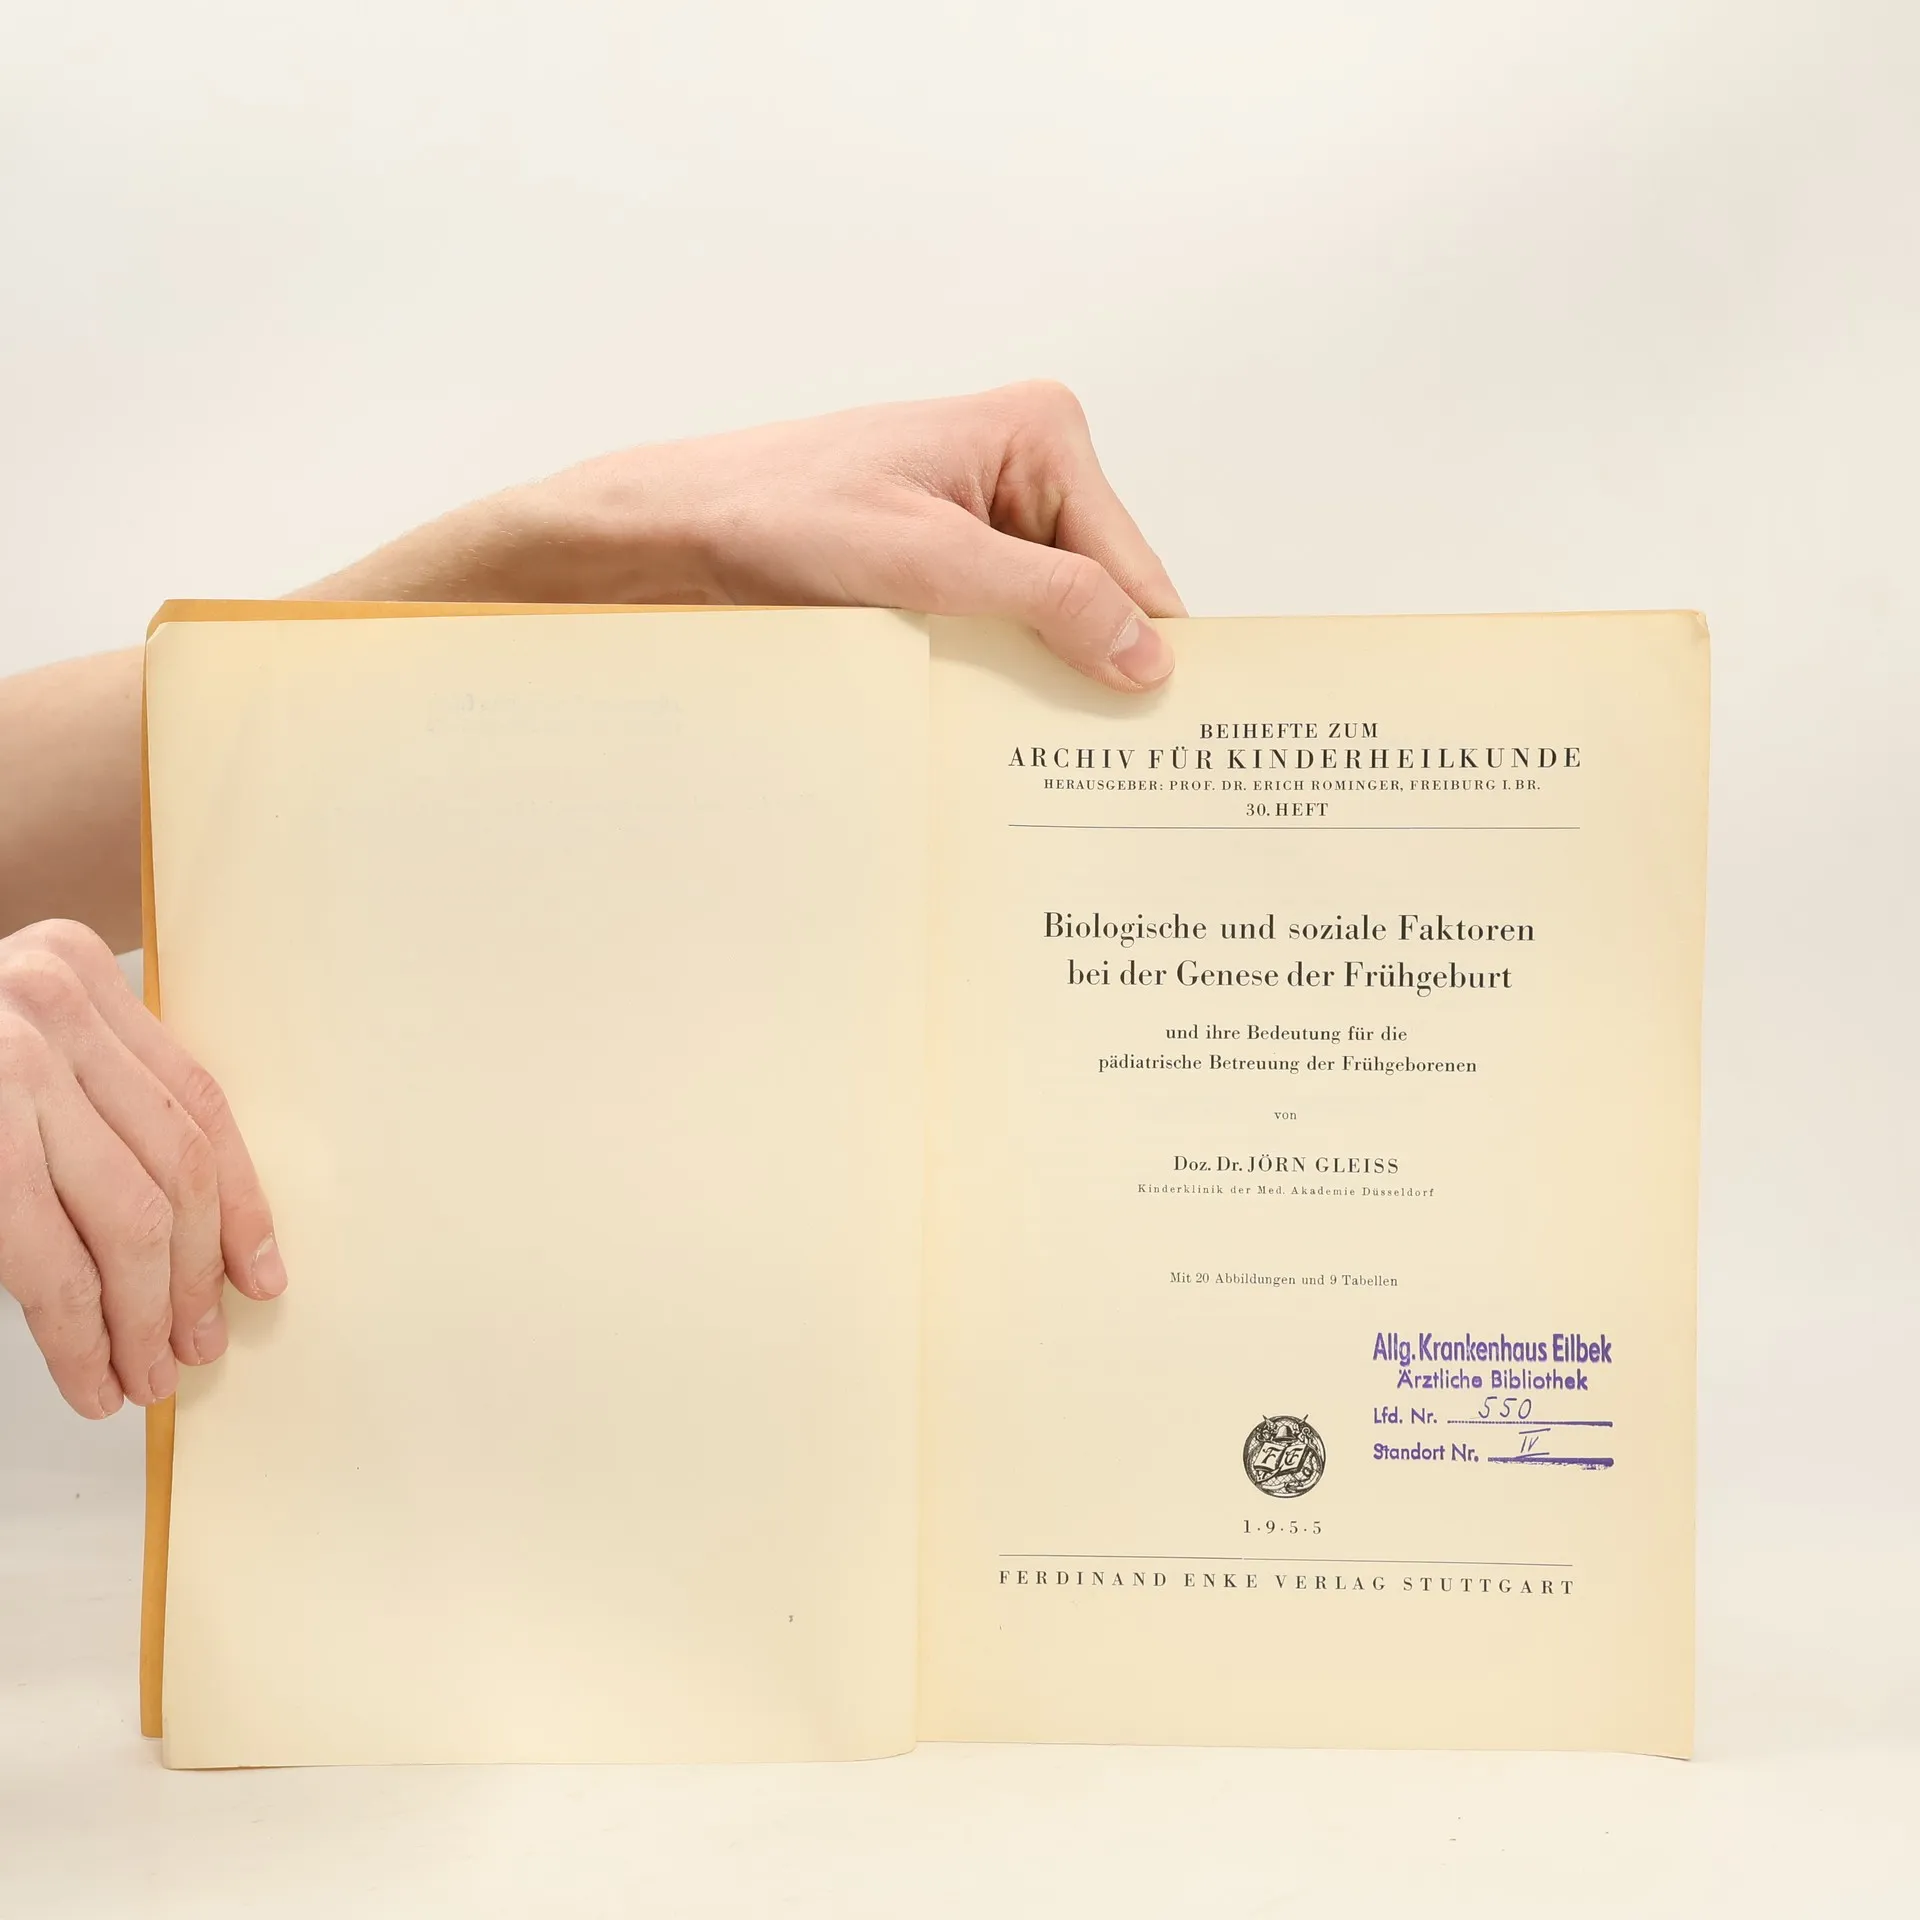 BEIHEFTE ZUM
ARCHIV FÜR KINDERHEILKUNDE
HERAUSGEBER: PROF. DR. ERICH ROMINGER, FREIBURG I. BR.
30. HEFT
Biologische und soziale Faktoren
bei der Genese der Frühgeburt
und ihre Bedeutung für die
pädiatrische Betreuung der Frühgeborenen
von
Doz. Dr. JÖRN GLEISS
Kinderklinik der Med. Akademie Düsseldorf
Mit 20 Abbildungen und 9 Tabellen
Allg. Krankenhaus Eilbek
Ärztliche Bibliothek
Lfd. Nr. 550
Standort Nr. IV
F E
1·9·5·5
FERDINAND ENKE VERLAG STUTTGART